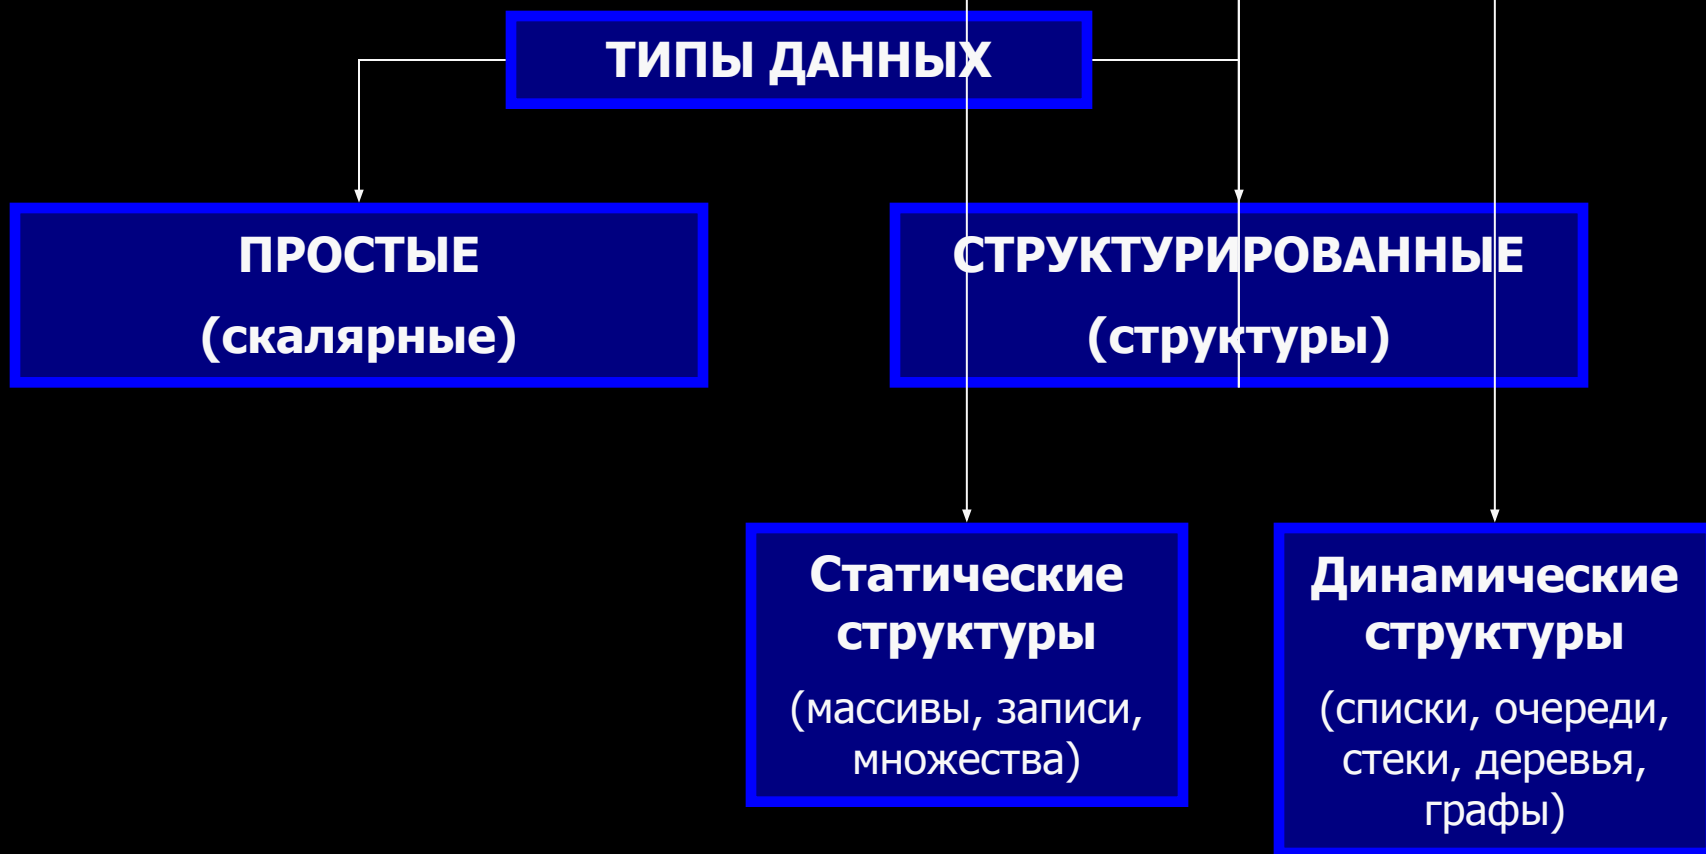 ТИПЫ ДАННЫХ
ПРОСТЫЕ
(скалярные)
СТРУКТУРИРОВАННЫЕ
(структуры)
Статические
структуры
(массивы, записи,
множества)
Динамические
структуры
(списки, очереди,
стеки, деревья,
графы)